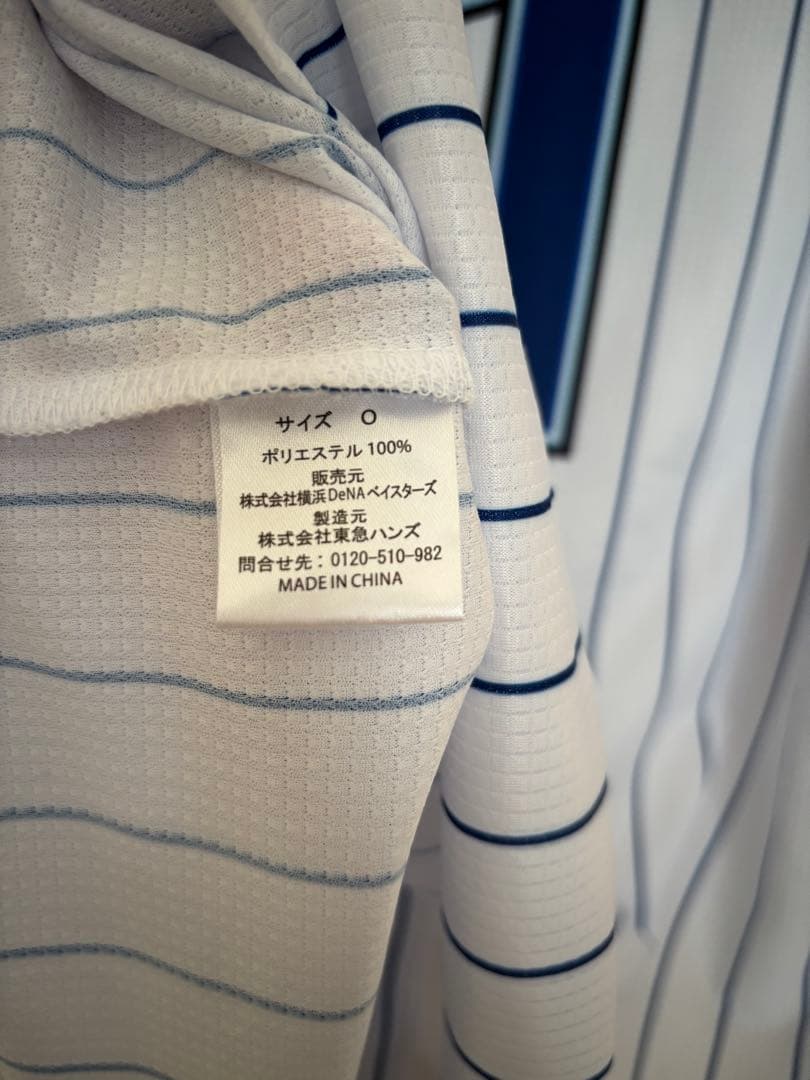 サイズ O
ポリエステル 100%
販売元
株式会社横浜DeNAベイスターズ
製造元
株式会社東急ハンズ
問合せ先：0120-510-982
MADE IN CHINA